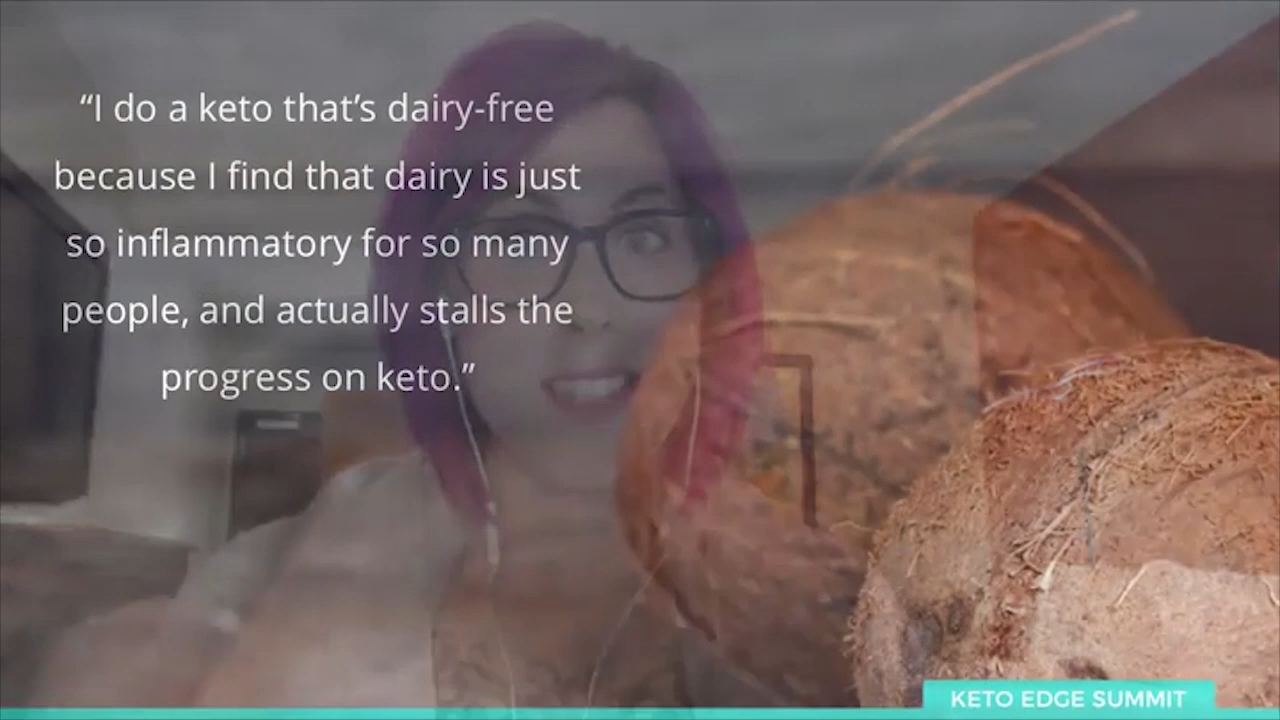 “I do a keto that’s dairy-free
because I find that dairy is just
so inflammatory for so many
people, and actually stalls the
progress on keto.”
KETO EDGE SUMMIT